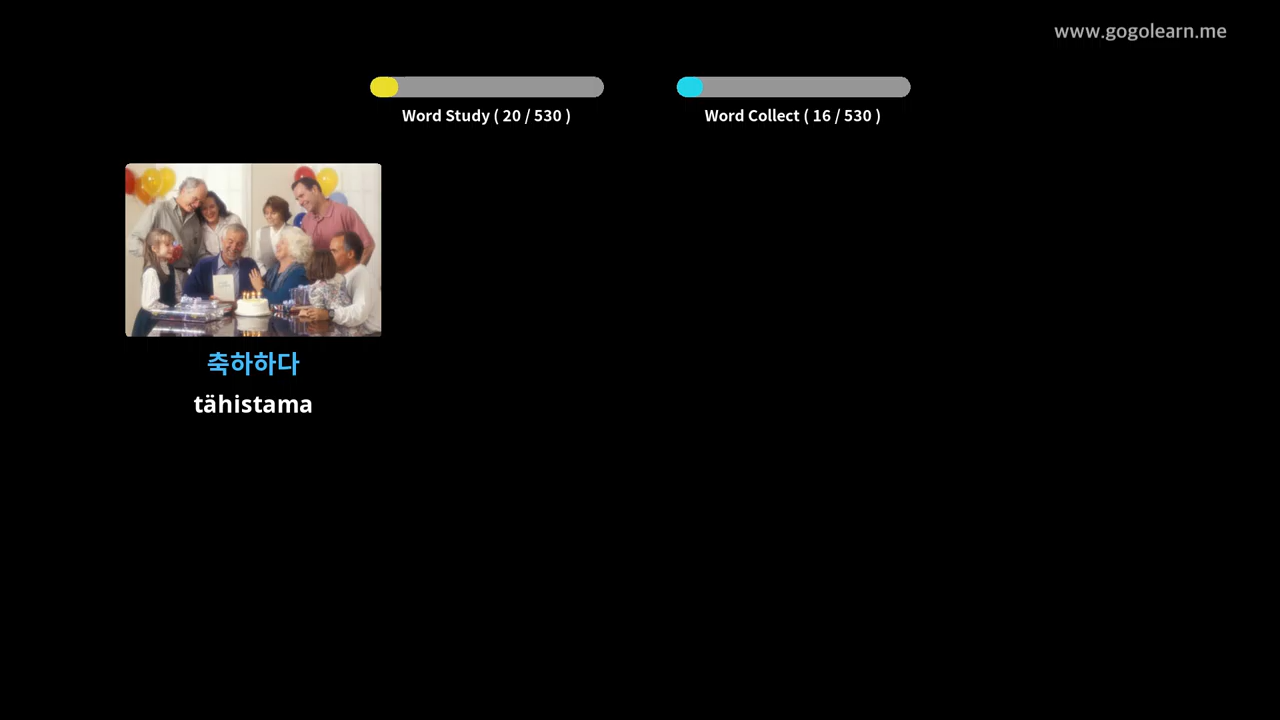 www.gogolearn.me
Word Study ( 20 / 530 )
Word Collect ( 16 / 530 )
축하하다
tähistama